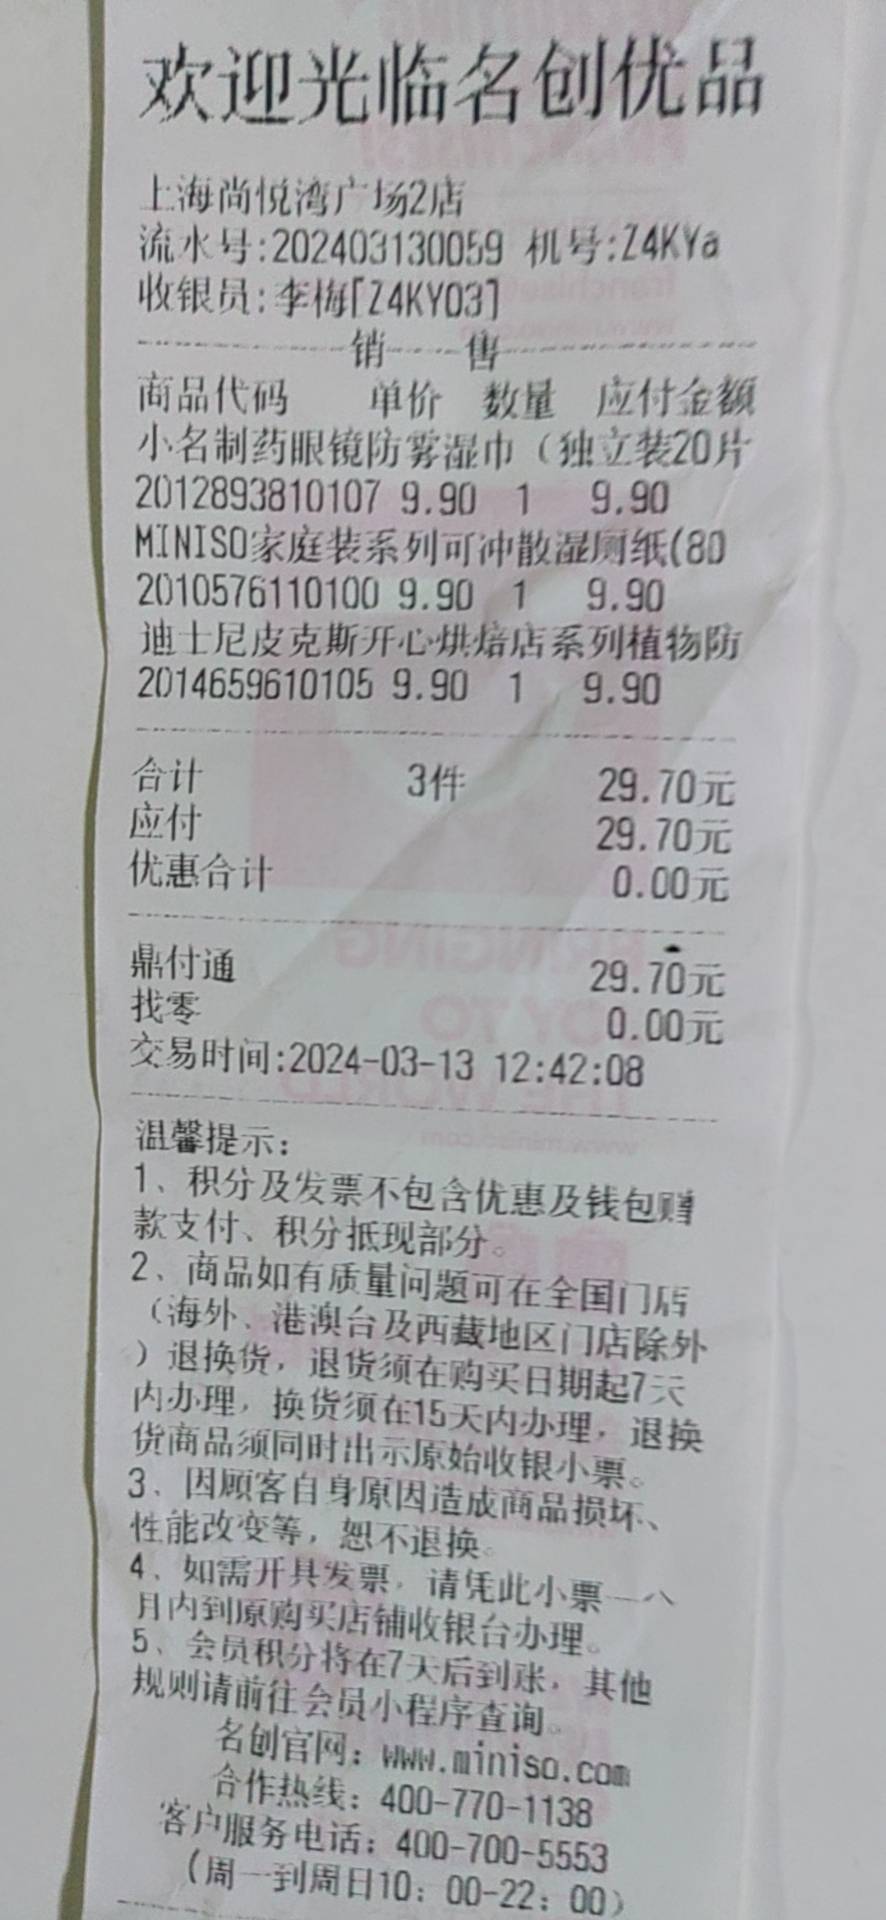 欢迎光临名创优品
上海尚悦湾广场2店
流水号:202403130059 机号:Z4KYa
收银员:李梅[Z4KY03]
销 售
商品代码 单价 数量 应付金额
小名制药眼镜防雾湿巾（独立装20片
2012893810107 9.90 1 9.90
MINISO家庭装系列可冲散湿厕纸(80
2010576110100 9.90 1 9.90
迪士尼皮克斯开心烘焙店系列植物防
2014659610105 9.90 1 9.90
合计 3件 29.70元
应付 29.70元
优惠合计 0.00元
鼎付通 29.70元
找零 0.00元
交易时间:2024-03-13 12:42:08
温馨提示:
1、积分及发票不包含优惠及钱包赠
款支付、积分抵现部分。
2、商品如有质量问题可在全国门店
（海外、港澳台及西藏地区门店除外
）退换货，退货须在购买日期起7天
内办理，换货须在15天内办理，退换
货商品须同时出示原始收银小票。
3、因顾客自身原因造成商品损坏、
性能改变等，恕不退换。
4、如需开具发票，请凭此小票一个
月内到原购买店铺收银台办理。
5、会员积分将在7天后到账，其他
规则请前往会员小程序查询。
名创官网：www.miniso.com
合作热线：400-770-1138
客户服务电话：400-700-5553
（周一到周日10：00-22：00）